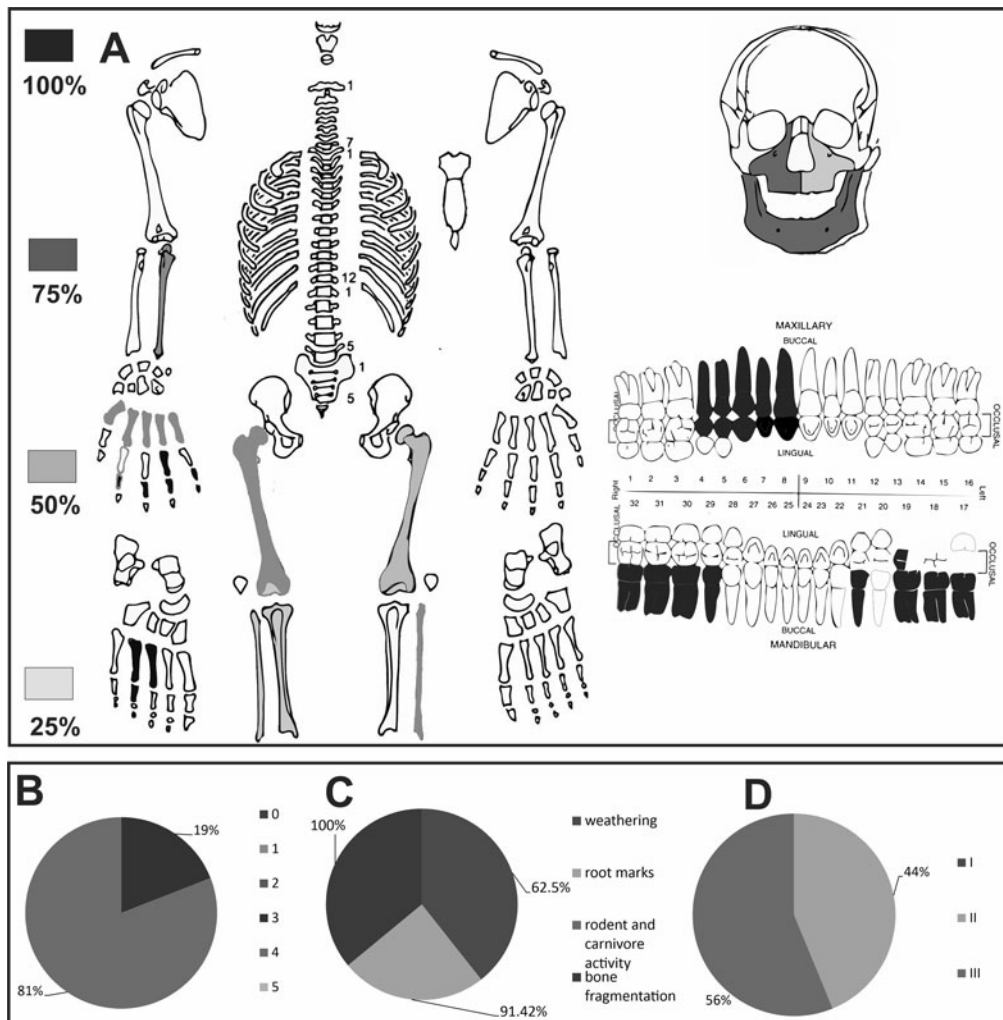 A
100%
75%
50%
25%
1
7
1
12
1
5
1
5
MAXILLARY
BUCCAL
OCCLUSAL
OCCLUSAL
LINGUAL
1 2 3 4 5 6 7 8 9 10 11 12 13 14 15 16
Right
Left
32 31 30 29 28 27 26 25 24 23 22 21 20 19 18 17
OCCLUSAL
LINGUAL
OCCLUSAL
BUCCAL
MANDIBULAR
B
19%
81%
0
1
2
3
4
5
C
100%
62.5%
91.42%
weathering
root marks
rodent and
carnivore
activity
bone
fragmentation
D
44%
56%
I
II
III